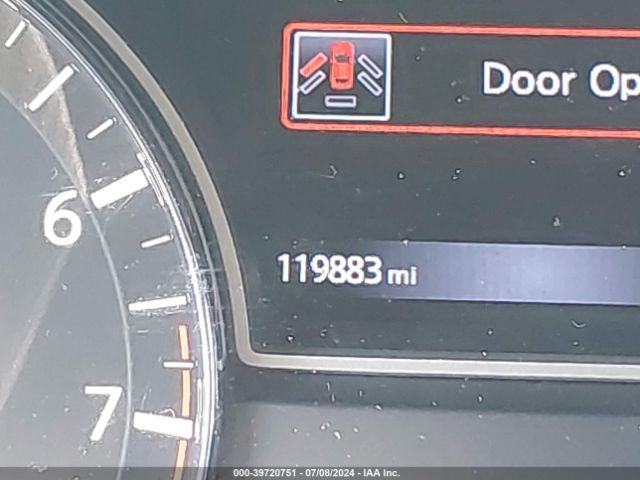 Door Op
6
119883 mi
7
000-39720751 - 07/08/2024 - IAA Inc.